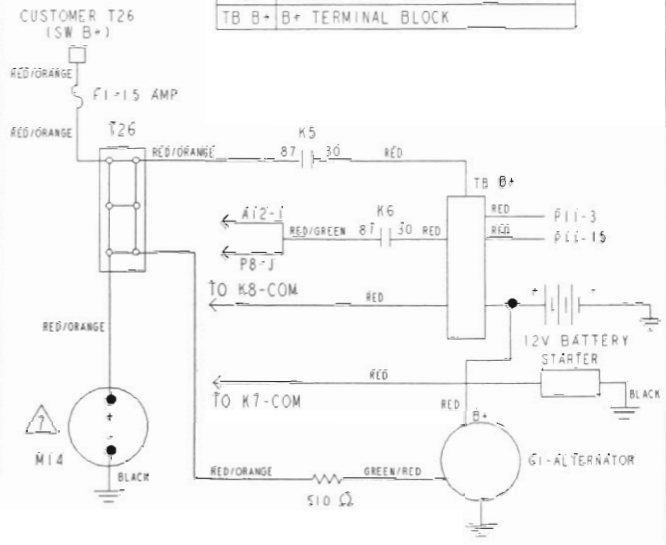 CUSTOMER T26
(SW B+)
TB B+ B+ TERMINAL BLOCK
RED/ORANGE
F1-15 AMP
RED/ORANGE
T26
RED/ORANGE
K5
87 30
RED
TB B+
A12-1
RED/GREEN
K6
87 30
RED
RED
P11-3
RED
P11-15
P8-J
TO K8-COM
RED
+ -
12V BATTERY
RED/ORANGE
STARTER
RED
BLACK
TO K7-COM
RED
B+
7
+
-
M14
BLACK
RED/ORANGE
GREEN/RED
510 Ω
G1-ALTERNATOR